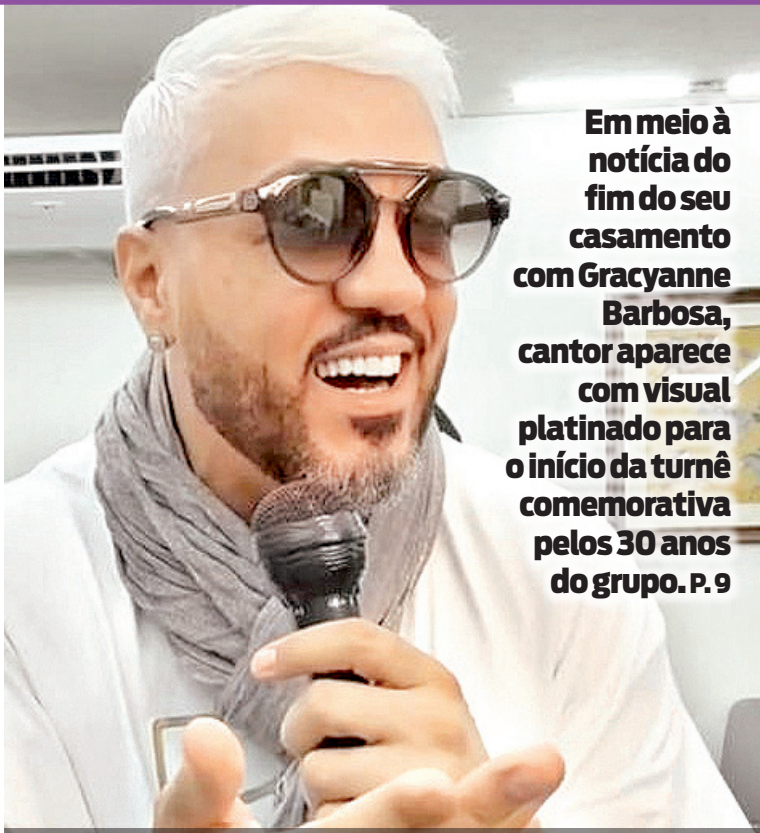 Em meio à
notícia do
fim do seu
casamento
com Gracyanne
Barbosa,
cantor aparece
com visual
platinado para
o início da turnê
comemorativa
pelos 30 anos
do grupo. P. 9